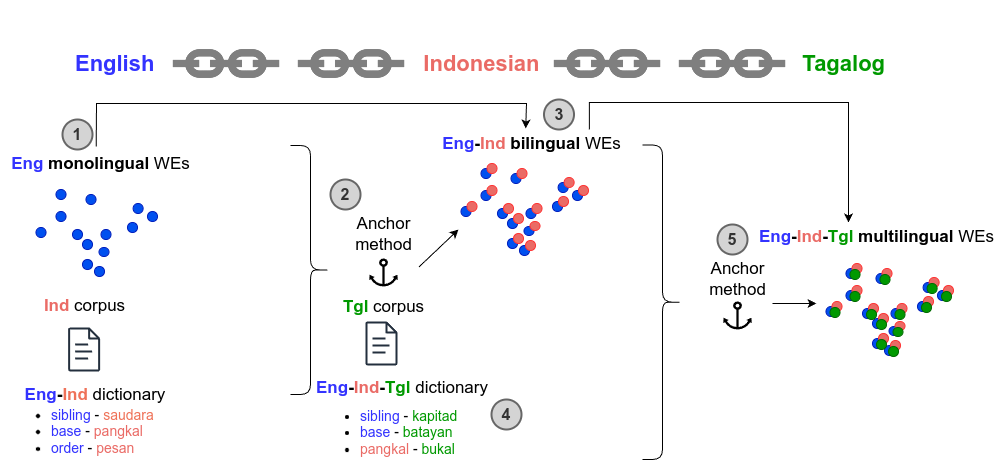 English
Indonesian
Tagalog
1
Eng monolingual WEs
Ind corpus
Eng-Ind dictionary
sibling - saudara
base - pangkal
order - pesan
2
Anchor
method
3
Eng-Ind bilingual WEs
Tgl corpus
Eng-Ind-Tgl dictionary
sibling - kapitad
base - batayan
pangkal - bukal
4
5
Anchor
method
Eng-Ind-Tgl multilingual WEs